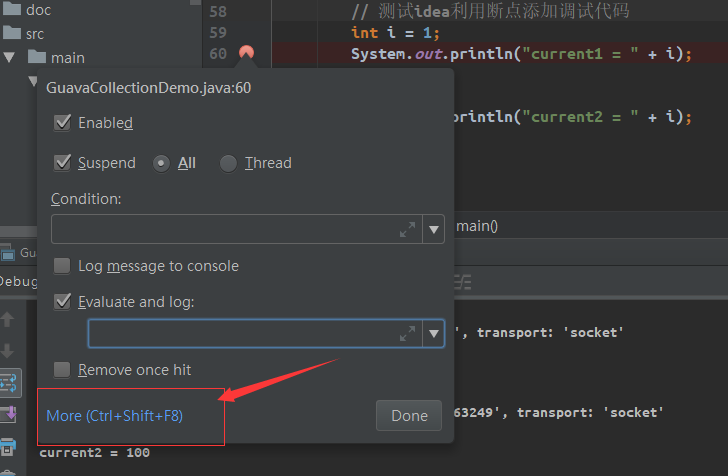 doc
src
main
58
// 测试idea利用断点添加调试代码
59
int i = 1;
60
System.out.println("current1 = " + i);
println("current2 = " + i);
GuavaCollectionDemo.java:60
Enabled
Suspend
All
Thread
Condition:
main()
Log message to console
Evaluate and log:
Remove once hit
More (Ctrl+Shift+F8)
Done
Gu
Debug
', transport: 'socket'
63249', transport: 'socket'
current2 = 100